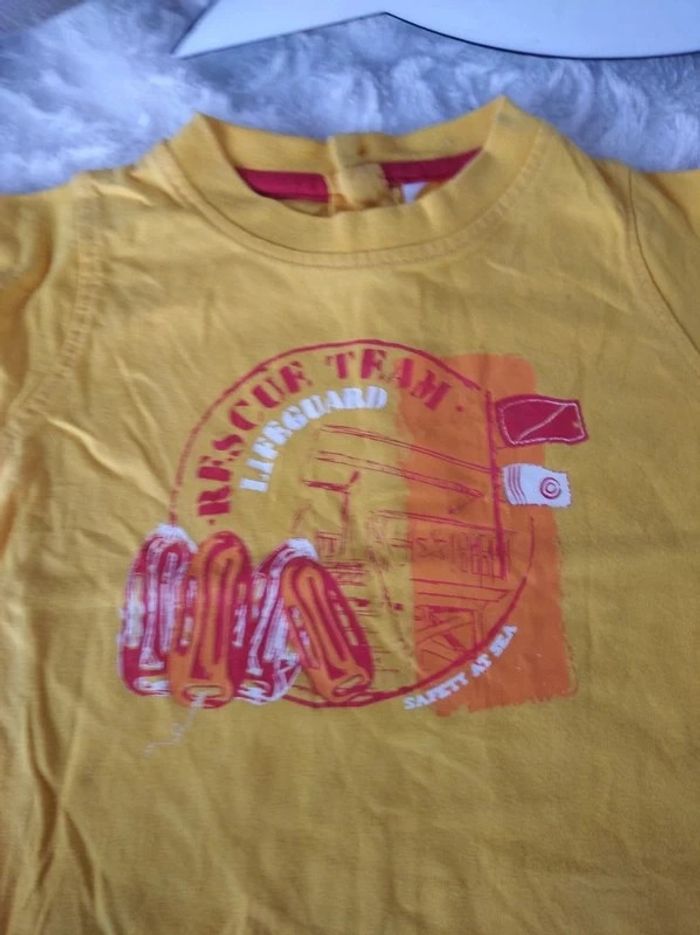 · RESCUE TEAM ·
LIFEGUARD
SAFETY AT SEA